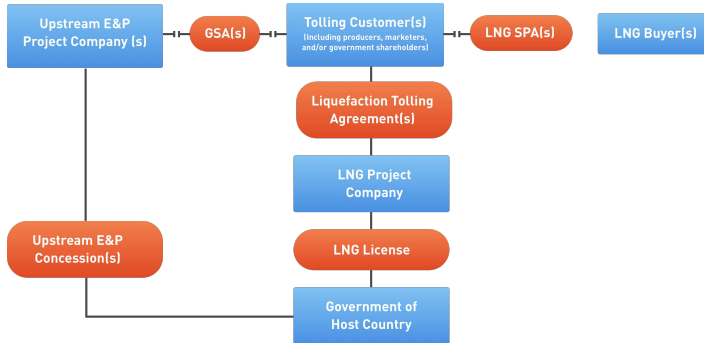 Upstream E&P
Project Company (s)
GSA(s)
Tolling Customer(s)
(Including producers, marketers,
and/or government shareholders)
LNG SPA(s)
LNG Buyer(s)
Liquefaction Tolling
Agreement(s)
LNG Project
Company
Upstream E&P
Concession(s)
LNG License
Government of
Host Country